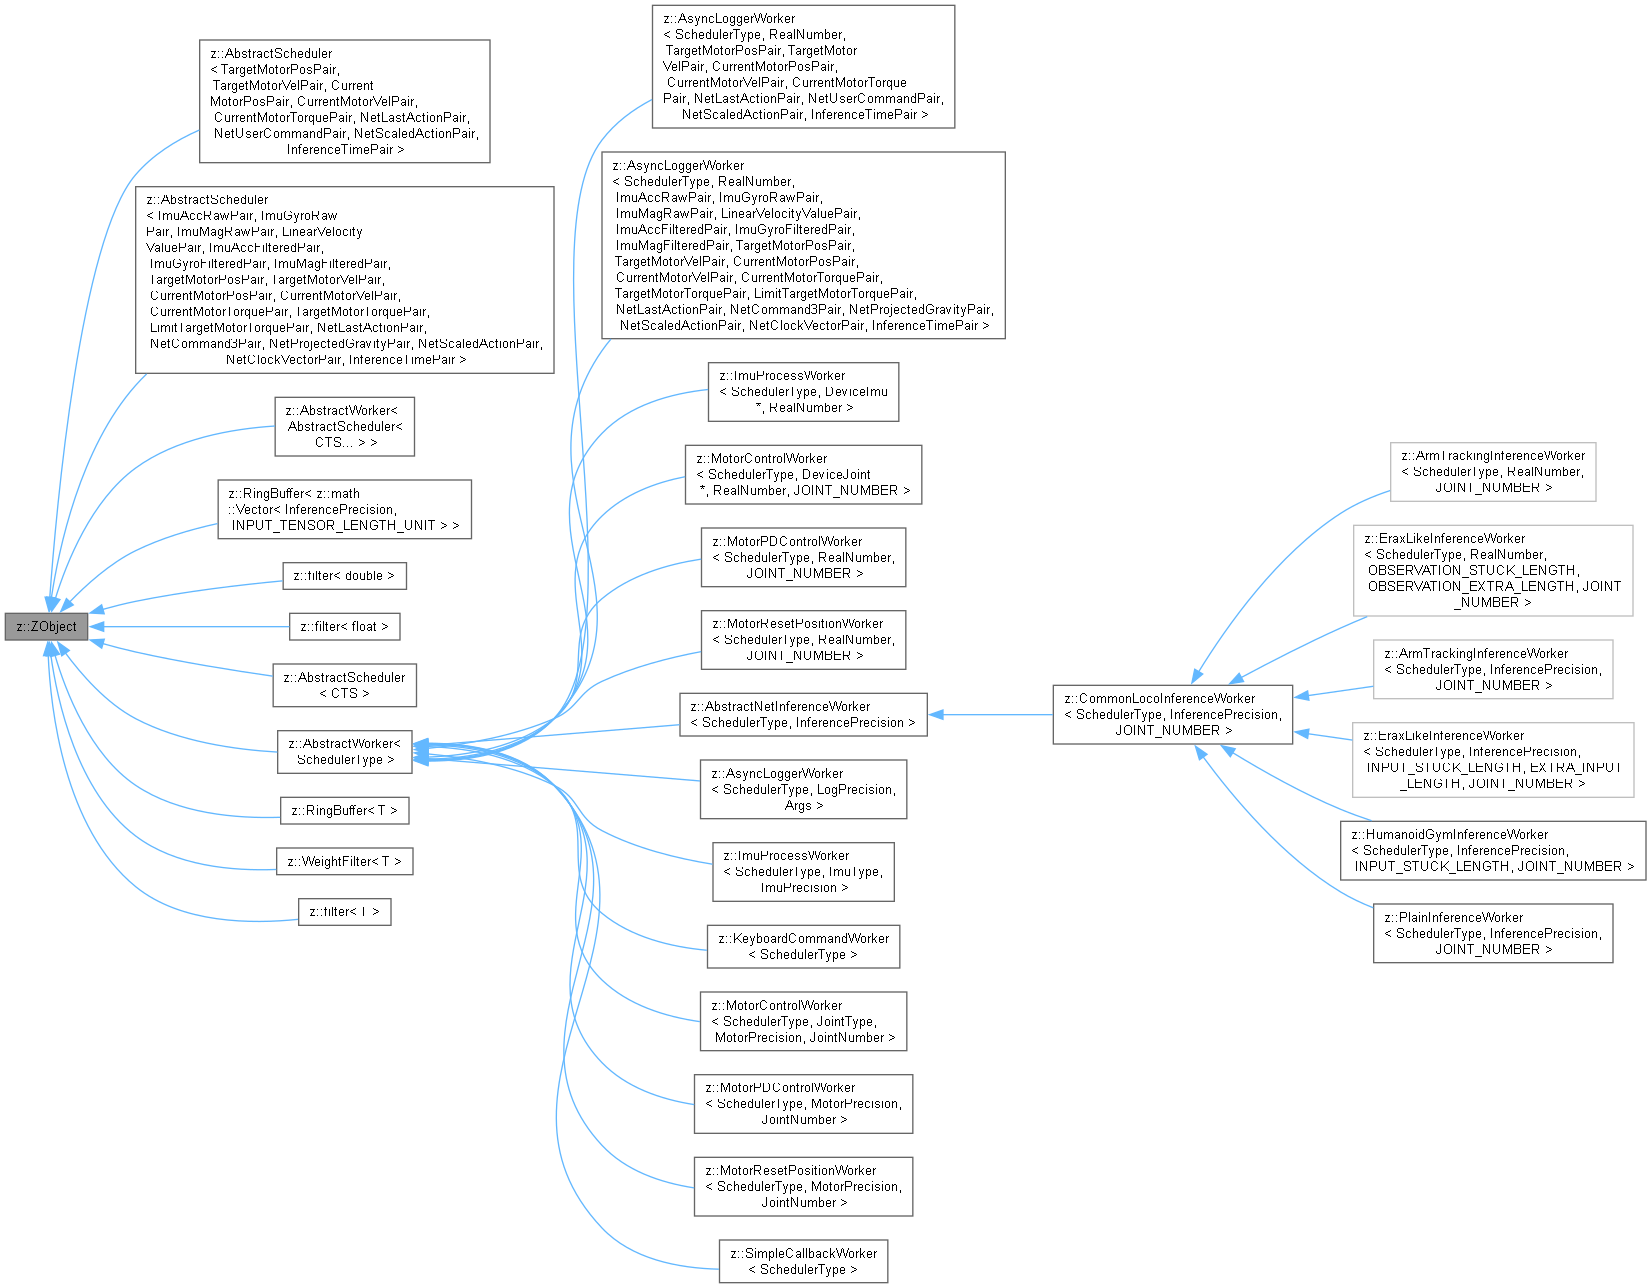 z::ZObject
z::AbstractScheduler
< TargetMotorPosPair,
TargetMotorVelPair, Current
MotorPosPair, CurrentMotorVelPair,
CurrentMotorTorquePair, NetLastActionPair,
NetUserCommandPair, NetScaledActionPair,
InferenceTimePair >
z::AbstractScheduler
< ImuAccRawPair, ImuGyroRaw
Pair, ImuMagRawPair, LinearVelocity
ValuePair, ImuAccFilteredPair,
ImuGyroFilteredPair, ImuMagFilteredPair,
TargetMotorPosPair, TargetMotorVelPair,
CurrentMotorPosPair, CurrentMotorVelPair,
CurrentMotorTorquePair, TargetMotorTorquePair,
LimitTargetMotorTorquePair, NetLastActionPair,
NetCommand3Pair, NetProjectedGravityPair, NetScaledActionPair,
NetClockVectorPair, InferenceTimePair >
z::AbstractWorker<
AbstractScheduler<
CTS... > >
z::RingBuffer< z::math
::Vector< InferencePrecision,
INPUT_TENSOR_LENGTH_UNIT > >
z::filter< double >
z::filter< float >
z::AbstractScheduler
< CTS >
z::AbstractWorker<
SchedulerType >
z::RingBuffer< T >
z::WeightFilter< T >
z::filter< T >
z::AsyncLoggerWorker
< SchedulerType, RealNumber,
TargetMotorPosPair, TargetMotor
VelPair, CurrentMotorPosPair,
CurrentMotorVelPair, CurrentMotorTorque
Pair, NetLastActionPair, NetUserCommandPair,
NetScaledActionPair, InferenceTimePair >
z::AsyncLoggerWorker
< SchedulerType, RealNumber,
ImuAccRawPair, ImuGyroRawPair,
ImuMagRawPair, LinearVelocityValuePair,
ImuAccFilteredPair, ImuGyroFilteredPair,
ImuMagFilteredPair, TargetMotorPosPair,
TargetMotorVelPair, CurrentMotorPosPair,
CurrentMotorVelPair, CurrentMotorTorquePair,
TargetMotorTorquePair, LimitTargetMotorTorquePair,
NetLastActionPair, NetCommand3Pair, NetProjectedGravityPair,
NetScaledActionPair, NetClockVectorPair, InferenceTimePair >
z::ImuProcessWorker
< SchedulerType, DeviceImu
*, RealNumber >
z::MotorControlWorker
< SchedulerType, DeviceJoint
*, RealNumber, JOINT_NUMBER >
z::MotorPDControlWorker
< SchedulerType, RealNumber,
JOINT_NUMBER >
z::MotorResetPositionWorker
< SchedulerType, RealNumber,
JOINT_NUMBER >
z::AbstractNetInferenceWorker
< SchedulerType, InferencePrecision >
z::AsyncLoggerWorker
< SchedulerType, LogPrecision,
Args >
z::ImuProcessWorker
< SchedulerType, ImuType,
ImuPrecision >
z::KeyboardCommandWorker
< SchedulerType >
z::MotorControlWorker
< SchedulerType, JointType,
MotorPrecision, JointNumber >
z::MotorPDControlWorker
< SchedulerType, MotorPrecision,
JointNumber >
z::MotorResetPositionWorker
< SchedulerType, MotorPrecision,
JointNumber >
z::SimpleCallbackWorker
< SchedulerType >
z::CommonLocoInferenceWorker
< SchedulerType, InferencePrecision,
JOINT_NUMBER >
z::ArmTrackingInferenceWorker
< SchedulerType, RealNumber,
JOINT_NUMBER >
z::EraxLikeInferenceWorker
< SchedulerType, RealNumber,
OBSERVATION_STUCK_LENGTH,
OBSERVATION_EXTRA_LENGTH, JOINT
_NUMBER >
z::ArmTrackingInferenceWorker
< SchedulerType, InferencePrecision,
JOINT_NUMBER >
z::EraxLikeInferenceWorker
< SchedulerType, InferencePrecision,
INPUT_STUCK_LENGTH, EXTRA_INPUT
_LENGTH, JOINT_NUMBER >
z::HumanoidGymInferenceWorker
< SchedulerType, InferencePrecision,
INPUT_STUCK_LENGTH, JOINT_NUMBER >
z::PlainInferenceWorker
< SchedulerType, InferencePrecision,
JOINT_NUMBER >